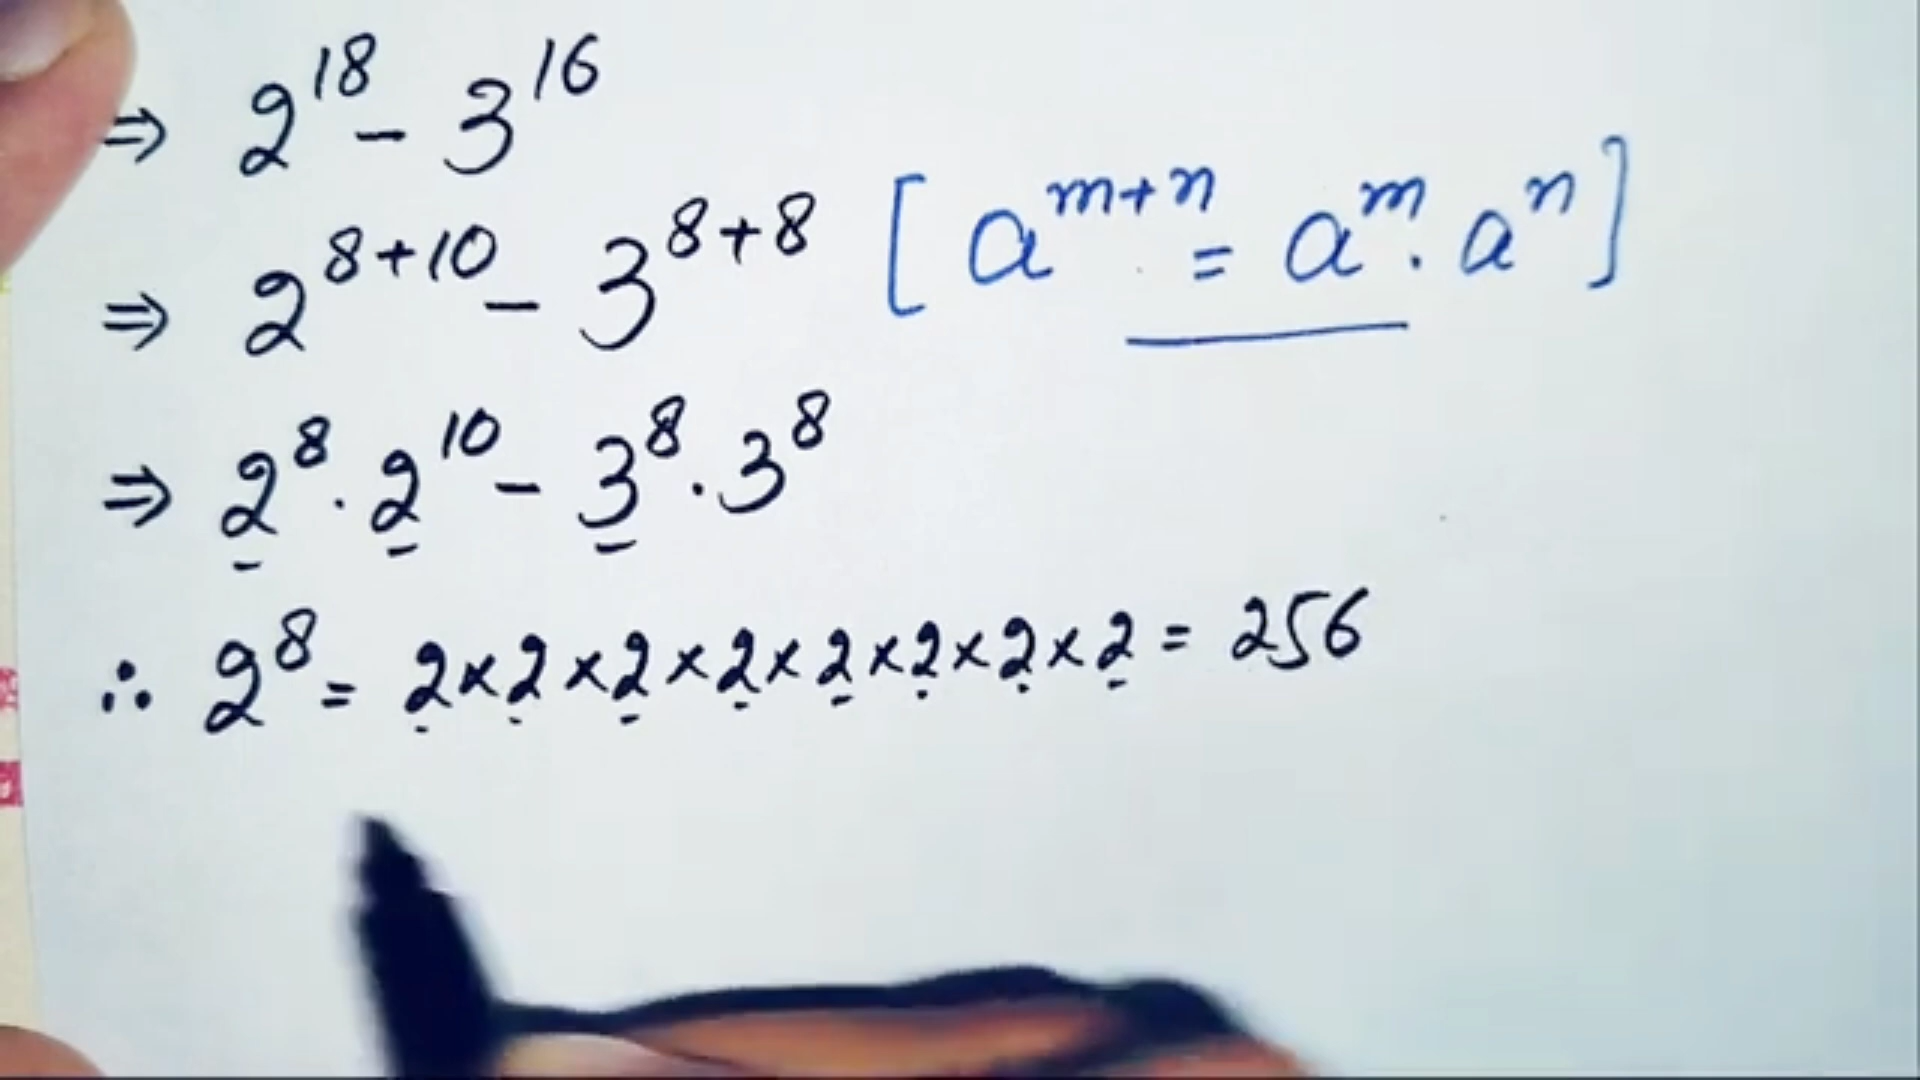 ⇒ 2^18 - 3^16
⇒ 2^8+10 - 3^8+8 [a^m+n = a^m . a^n]
⇒ 2^8 . 2^10 - 3^8 . 3^8
∴ 2^8 = 2×2×2×2×2×2×2×2 = 256